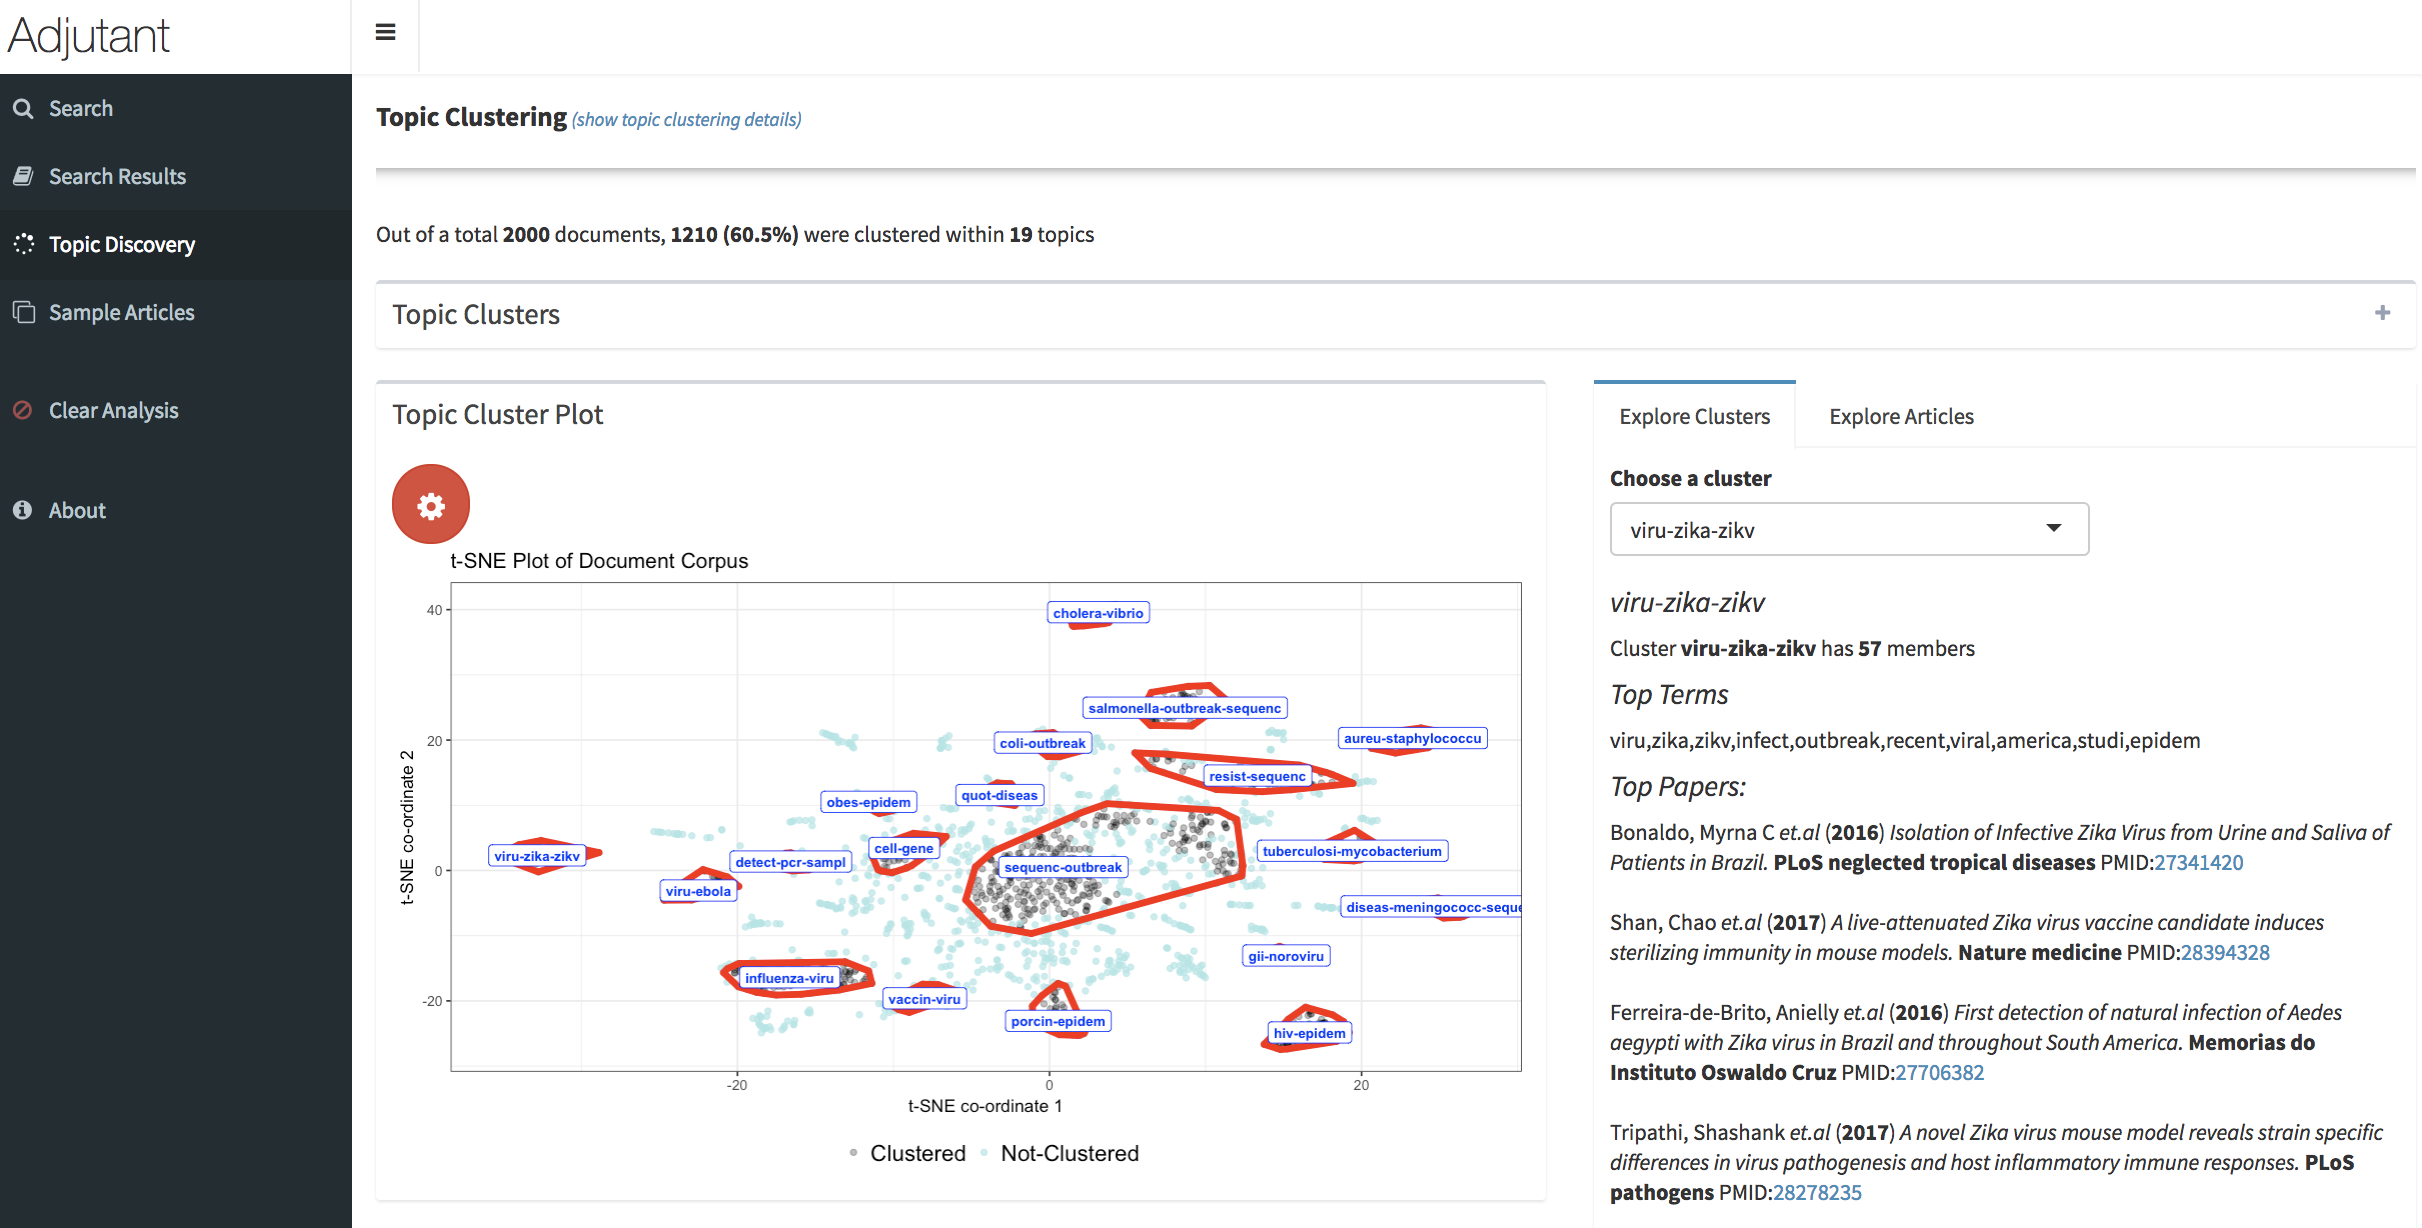 Adjutant
Search
Search Results
Topic Discovery
Sample Articles
Clear Analysis
About
Topic Clustering (show topic clustering details)
Out of a total 2000 documents, 1210 (60.5%) were clustered within 19 topics
Topic Clusters
Topic Cluster Plot
t-SNE Plot of Document Corpus
t-SNE co-ordinate 2
40
20
0
-20
cholera-vibrio
salmonella-outbreak-sequenc
coli-outbreak
aureu-staphylococcu
resist-sequenc
quot-diseas
obes-epidem
cell-gene
tuberculosi-mycobacterium
viru-zika-zikv
detect-pcr-sampl
sequenc-outbreak
viru-ebola
diseas-meningococc-seque
gii-noroviru
influenza-viru
vaccin-viru
porcin-epidem
hiv-epidem
-20
0
20
t-SNE co-ordinate 1
Clustered
Not-Clustered
Explore Clusters
Explore Articles
Choose a cluster
viru-zika-zikv
viru-zika-zikv
Cluster viru-zika-zikv has 57 members
Top Terms
viru,zika,zikv,infect,outbreak,recent,viral,america,studi,epidem
Top Papers:
Bonaldo, Myrna C et.al (2016) Isolation of Infective Zika Virus from Urine and Saliva of
Patients in Brazil. PLoS neglected tropical diseases PMID:27341420
Shan, Chao et.al (2017) A live-attenuated Zika virus vaccine candidate induces
sterilizing immunity in mouse models. Nature medicine PMID:28394328
Ferreira-de-Brito, Anielly et.al (2016) First detection of natural infection of Aedes
aegypti with Zika virus in Brazil and throughout South America. Memorias do
Instituto Oswaldo Cruz PMID:27706382
Tripathi, Shashank et.al (2017) A novel Zika virus mouse model reveals strain specific
differences in virus pathogenesis and host inflammatory immune responses. PLoS
pathogens PMID:28278235